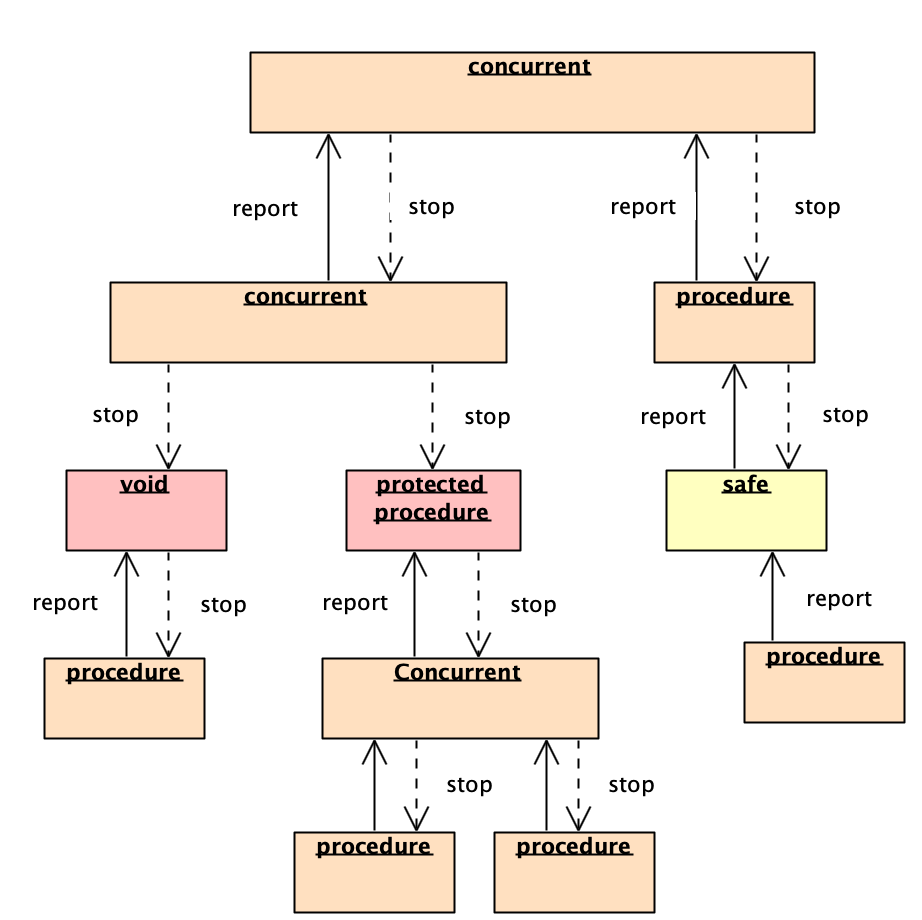 concurrent
report
stop
report
stop
concurrent
procedure
stop
stop
report
stop
void
protected
procedure
safe
report
stop
report
stop
report
procedure
Concurrent
procedure
stop
stop
procedure
procedure